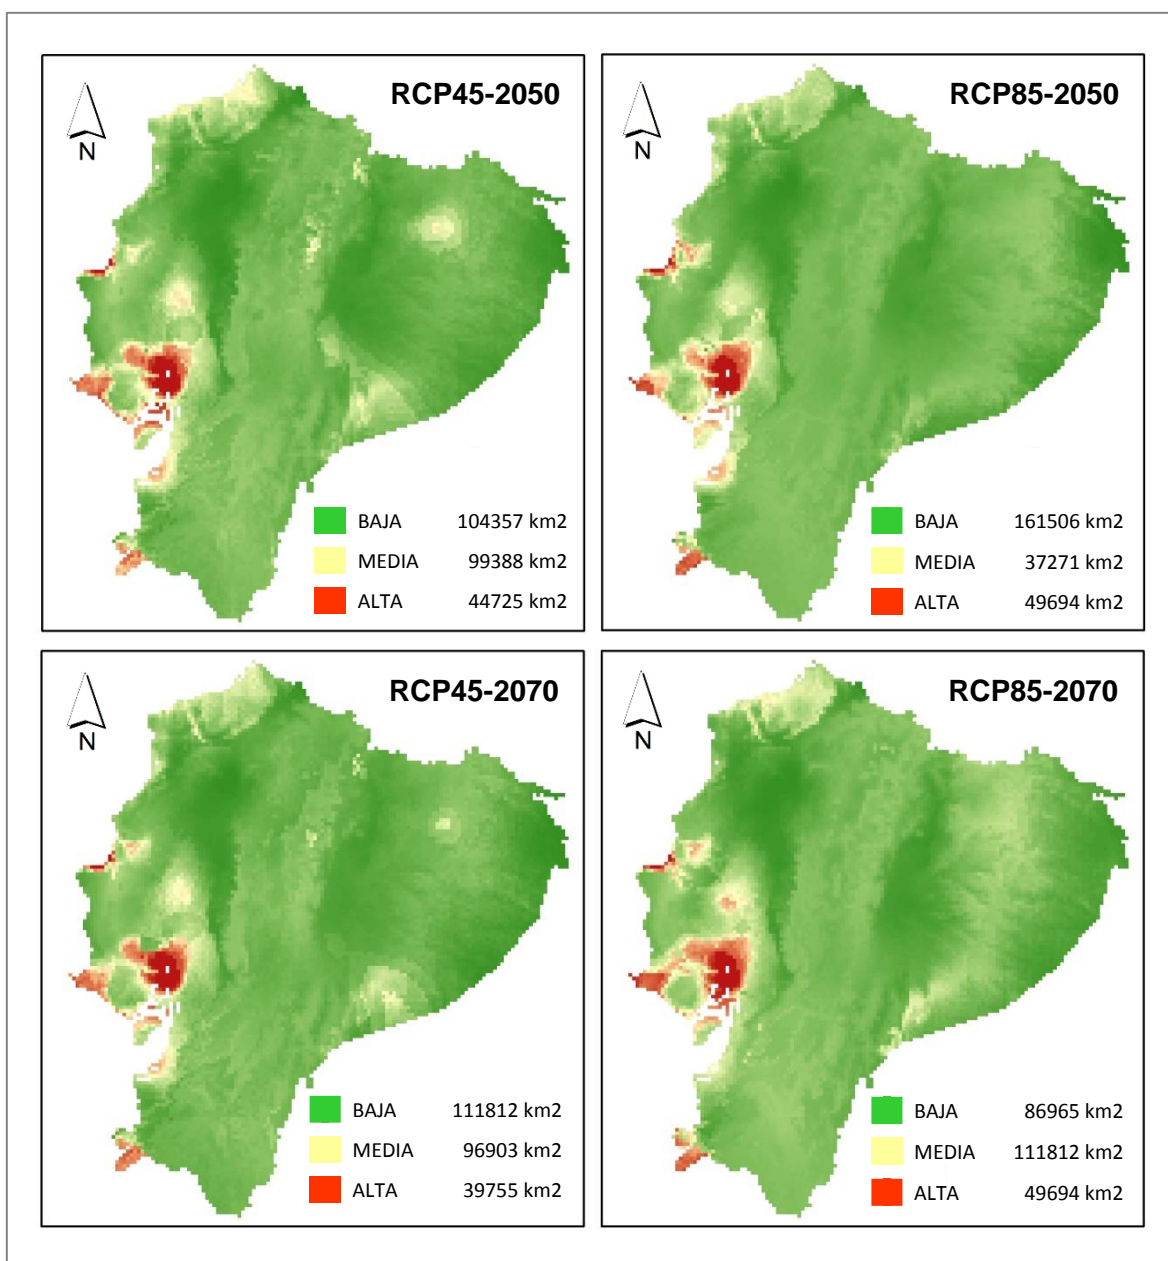 RCP45-2050
N
BAJA 104357 km2
MEDIA 99388 km2
ALTA 44725 km2
RCP85-2050
N
BAJA 161506 km2
MEDIA 37271 km2
ALTA 49694 km2
RCP45-2070
N
BAJA 111812 km2
MEDIA 96903 km2
ALTA 39755 km2
RCP85-2070
N
BAJA 86965 km2
MEDIA 111812 km2
ALTA 49694 km2